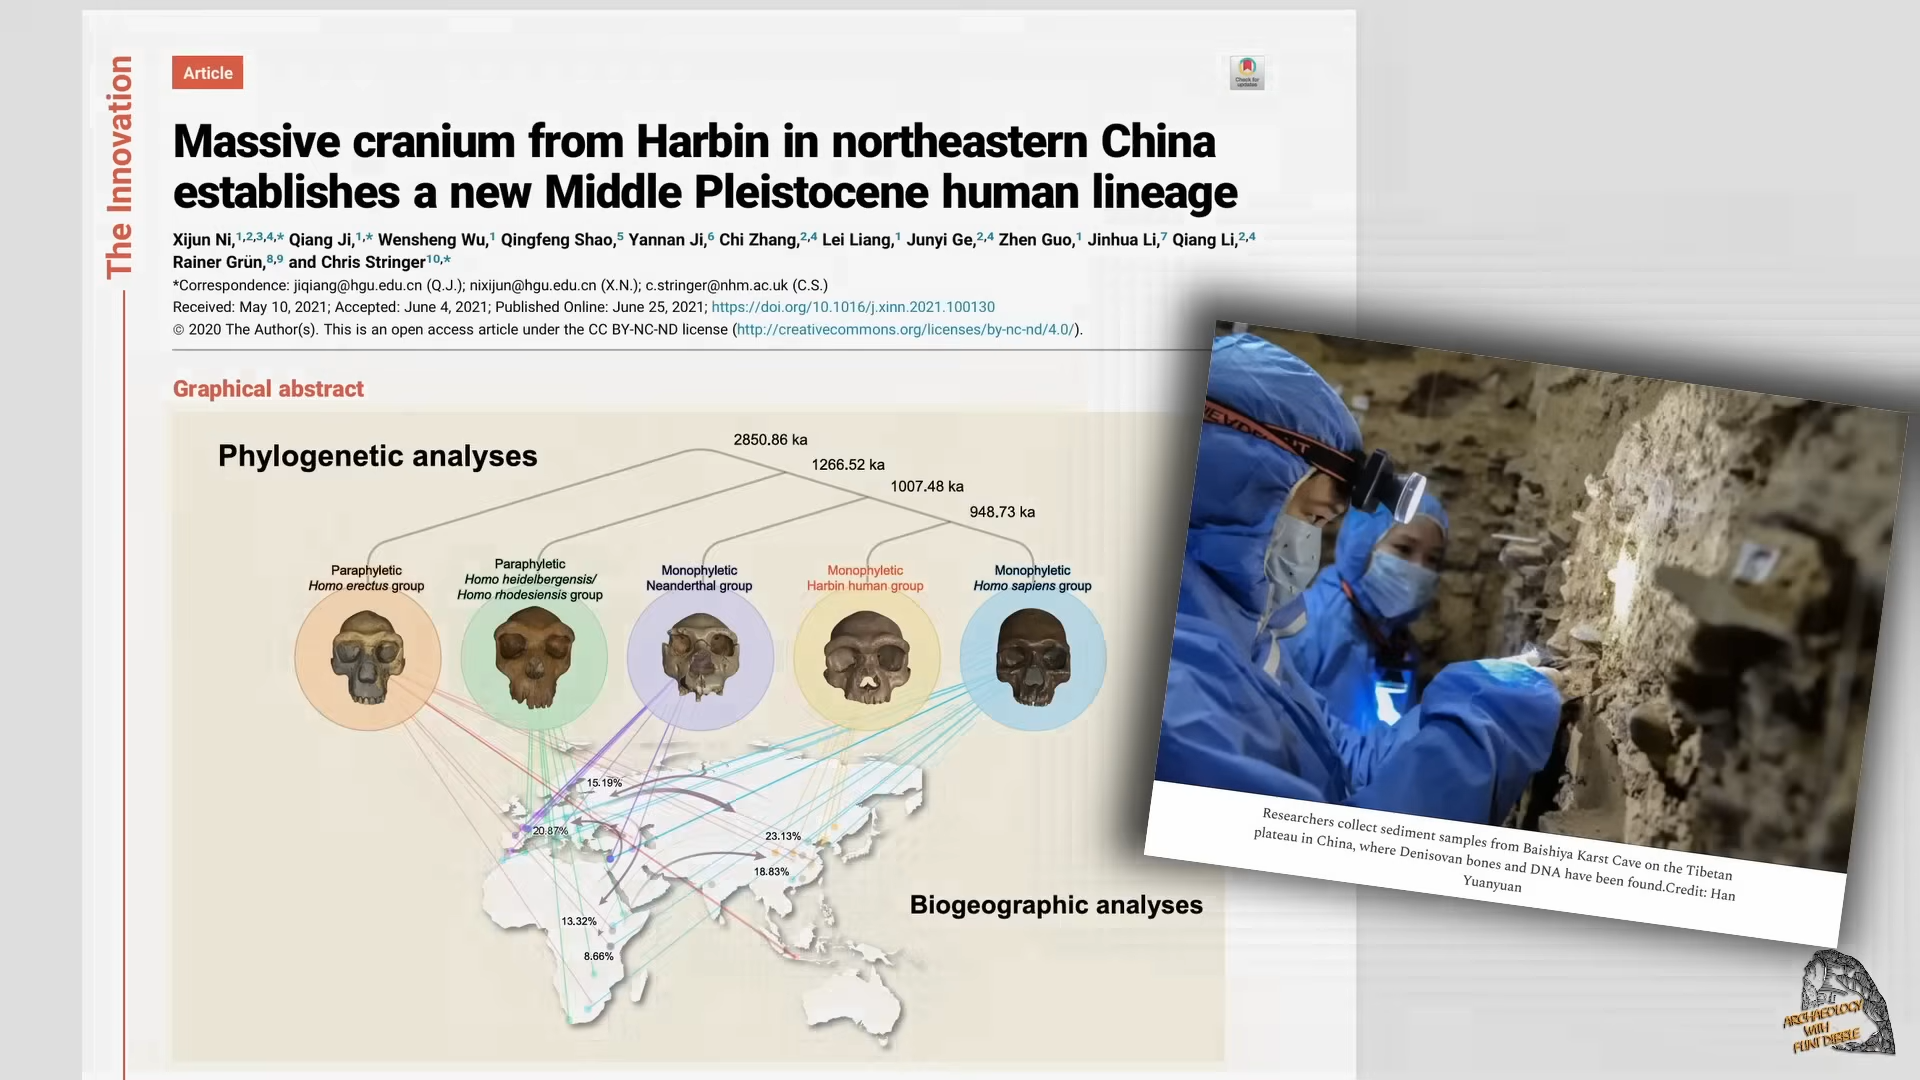 The Innovation
Article
Check for
updates
Massive cranium from Harbin in northeastern China
establishes a new Middle Pleistocene human lineage
Xijun Ni,1,2,3,4,* Qiang Ji,1,* Wensheng Wu,1 Qingfeng Shao,5 Yannan Ji,6 Chi Zhang,2,4 Lei Liang,1 Junyi Ge,2,4 Zhen Guo,1 Jinhua Li,7 Qiang Li,2,4
Rainer Grün,8,9 and Chris Stringer10,*
*Correspondence: jiqiang@hgu.edu.cn (Q.J.); nixijun@hgu.edu.cn (X.N.); c.stringer@nhm.ac.uk (C.S.)
Received: May 10, 2021; Accepted: June 4, 2021; Published Online: June 25, 2021; https://doi.org/10.1016/j.xinn.2021.100130
© 2020 The Author(s). This is an open access article under the CC BY-NC-ND license (http://creativecommons.org/licenses/by-nc-nd/4.0/).
Graphical abstract
Phylogenetic analyses
2850.86 ka
1266.52 ka
1007.48 ka
948.73 ka
Paraphyletic
Homo erectus group
Paraphyletic
Homo heidelbergensis/
Homo rhodesiensis group
Monophyletic
Neanderthal group
Monophyletic
Harbin human group
Monophyletic
Homo sapiens group
15.19%
20.87%
23.13%
18.83%
13.32%
8.66%
Biogeographic analyses
Researchers collect sediment samples from Baishiya Karst Cave on the Tibetan
plateau in China, where Denisovan bones and DNA have been found.Credit: Han
Yuanyuan
ARCHAEOLOGY
WITH
FLINT DIBBLE